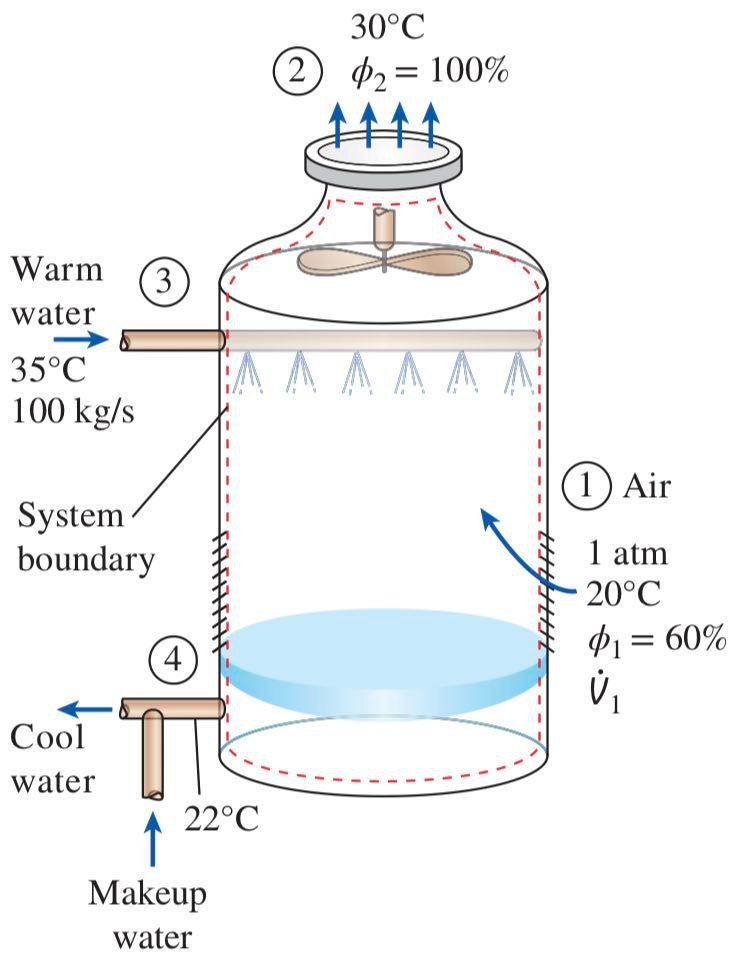 30°C
② ϕ₂ = 100%
Warm
water
③
35°C
100 kg/s
System
boundary
① Air
1 atm
20°C
ϕ₁ = 60%
V̇₁
④
Cool
water
22°C
Makeup
water